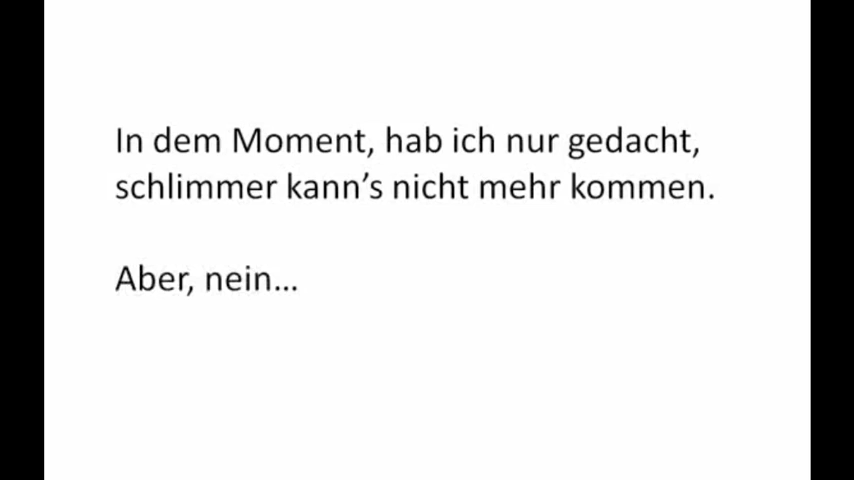 In dem Moment, hab ich nur gedacht,
schlimmer kann’s nicht mehr kommen.
Aber, nein…